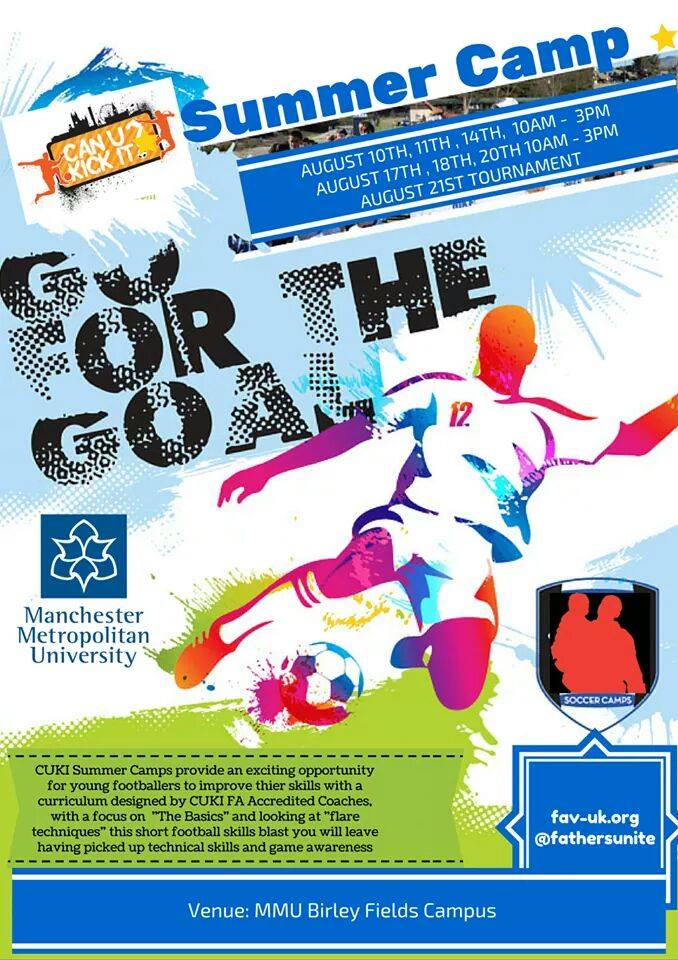 Summer Camp
CAN U?
KICK IT
AUGUST 10TH, 11TH , 14TH, 10AM - 3PM
AUGUST 17TH , 18TH, 20TH 10AM - 3PM
AUGUST 21ST TOURNAMENT
GO
FOR THE
GOAL
12
Manchester
Metropolitan
University
SOCCER CAMPS
CUKI Summer Camps provide an exciting opportunity
for young footballers to improve thier skills with a
curriculum designed by CUKI FA Accredited Coaches,
with a focus on "The Basics" and looking at "flare
techniques" this short football skills blast you will leave
having picked up technical skills and game awareness
fav-uk.org
@fathersunite
Venue: MMU Birley Fields Campus